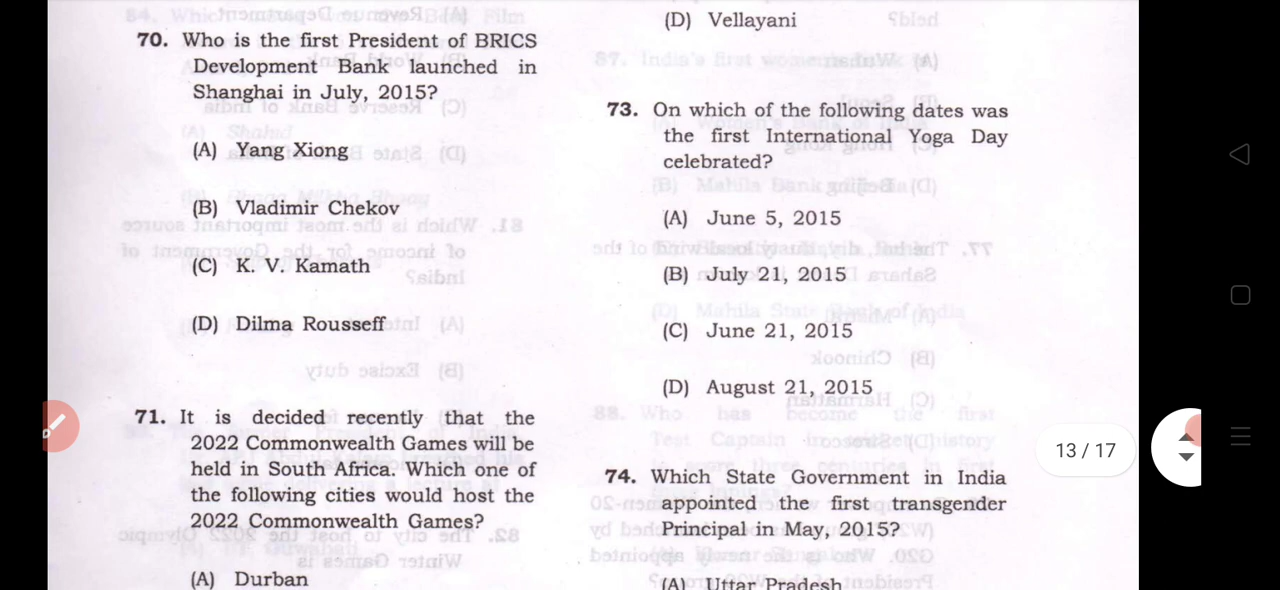 70. Who is the first President of BRICS
Development Bank launched in
Shanghai in July, 2015?
(A) Yang Xiong
(B) Vladimir Chekov
(C) K. V. Kamath
(D) Dilma Rousseff
71. It is decided recently that the
2022 Commonwealth Games will be
held in South Africa. Which one of
the following cities would host the
2022 Commonwealth Games?
(A) Durban
(D) Vellayani
73. On which of the following dates was
the first International Yoga Day
celebrated?
(A) June 5, 2015
(B) July 21, 2015
(C) June 21, 2015
(D) August 21, 2015
74. Which State Government in India
appointed the first transgender
Principal in May, 2015?
(A) Uttar Pradesh
13 / 17